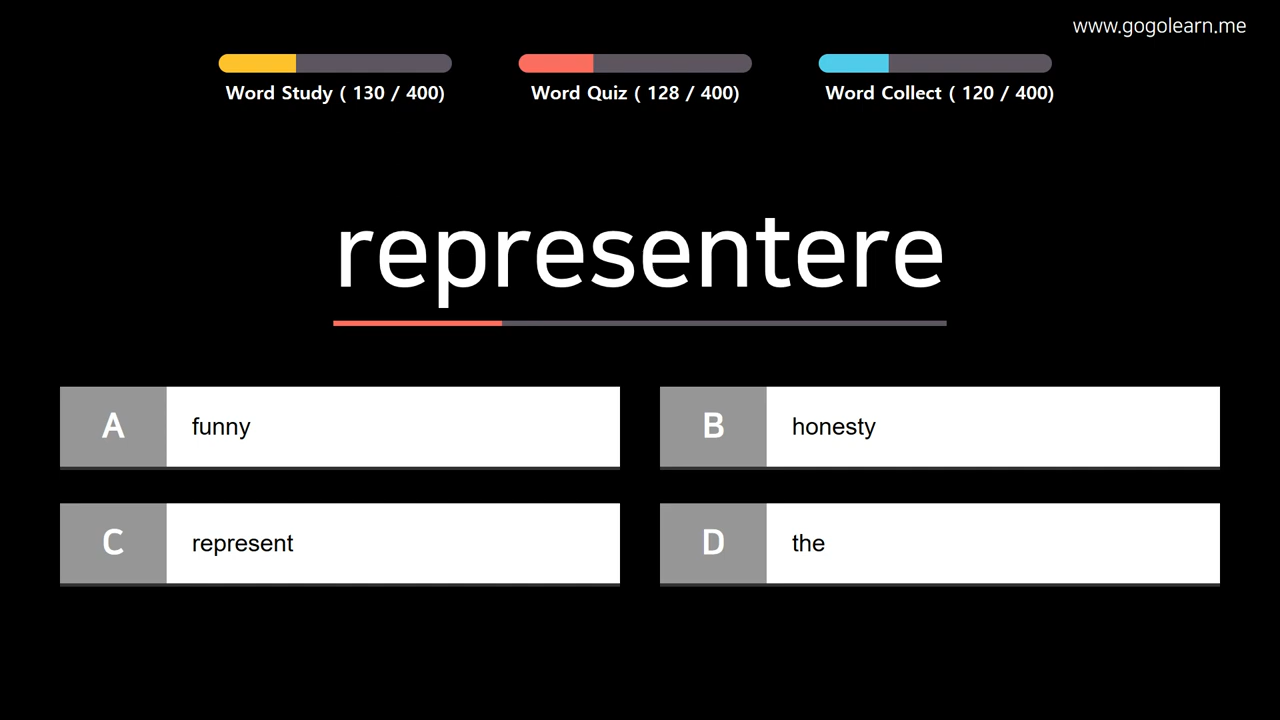 www.gogolearn.me
Word Study ( 130 / 400)
Word Quiz ( 128 / 400)
Word Collect ( 120 / 400)
representere
A funny
B honesty
C represent
D the